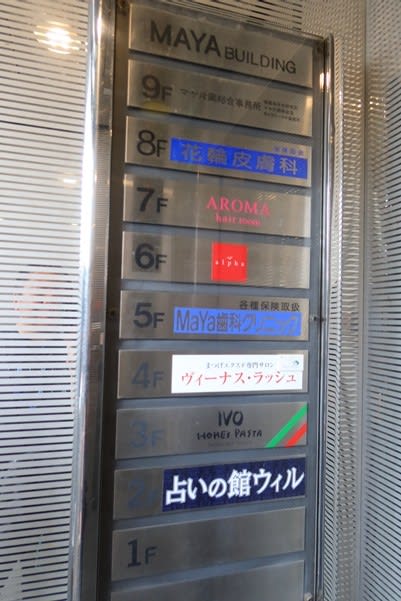 MAYA BUILDING
9F
8F
花輪皮膚科
7F
AROMA
hair room
6F
alpha
各種保険取扱
5F
MaYa歯科クリニック
まつげエクステ専門サロン
4F
ヴィーナス・ラッシュ
IVO
3F
占いの館ウィル
1F